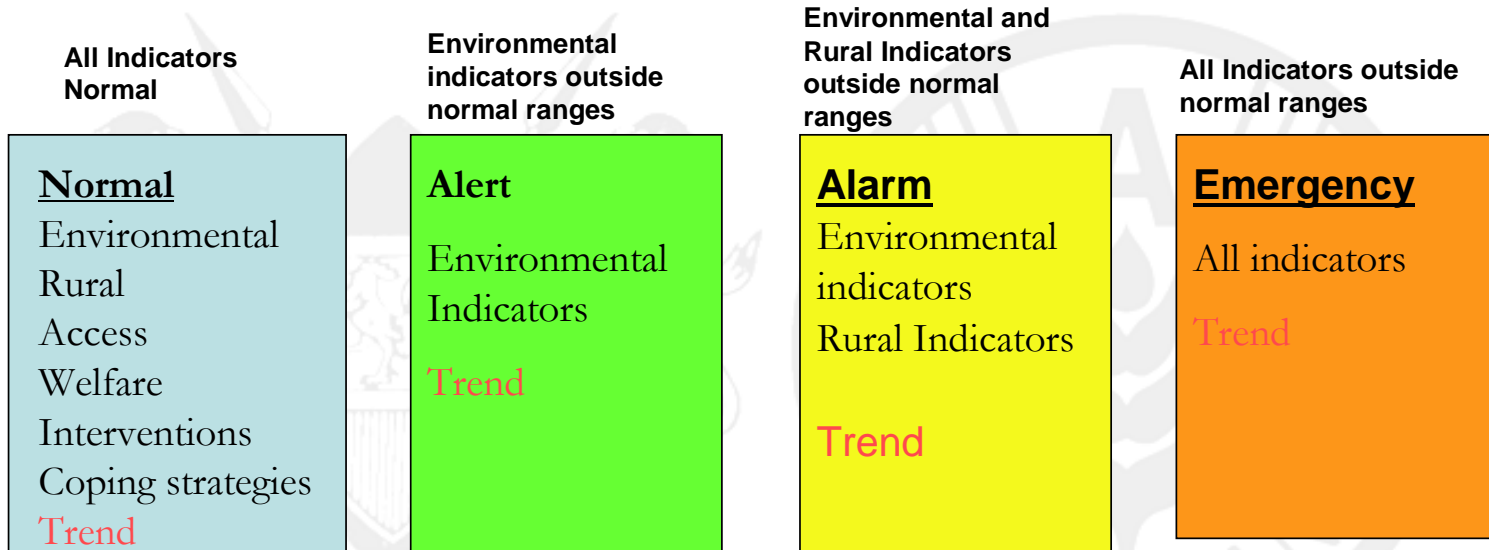 All Indicators
Normal
Normal
Environmental
Rural
Access
Welfare
Interventions
Coping strategies
Trend
Environmental
indicators outside
normal ranges
Alert
Environmental
Indicators
Trend
Environmental and
Rural Indicators
outside normal
ranges
Alarm
Environmental
indicators
Rural Indicators
Trend
All Indicators outside
normal ranges
Emergency
All indicators
Trend